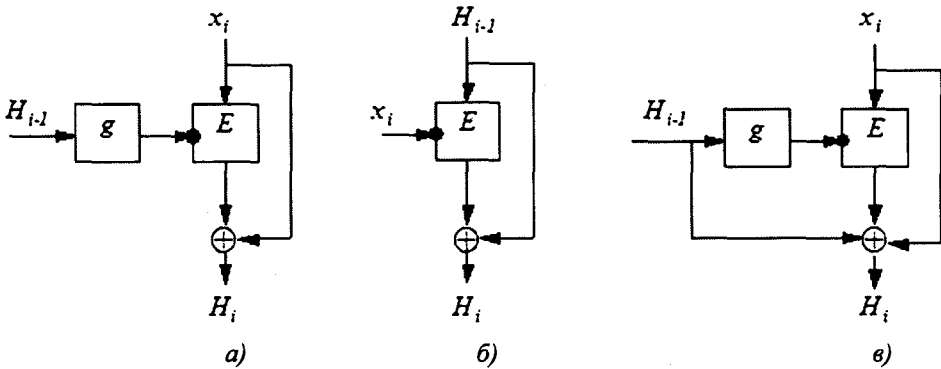 x_i
H_{i-1}
g
E
H_i
а)
H_{i-1}
x_i
E
H_i
б)
x_i
H_{i-1}
g
E
H_i
в)